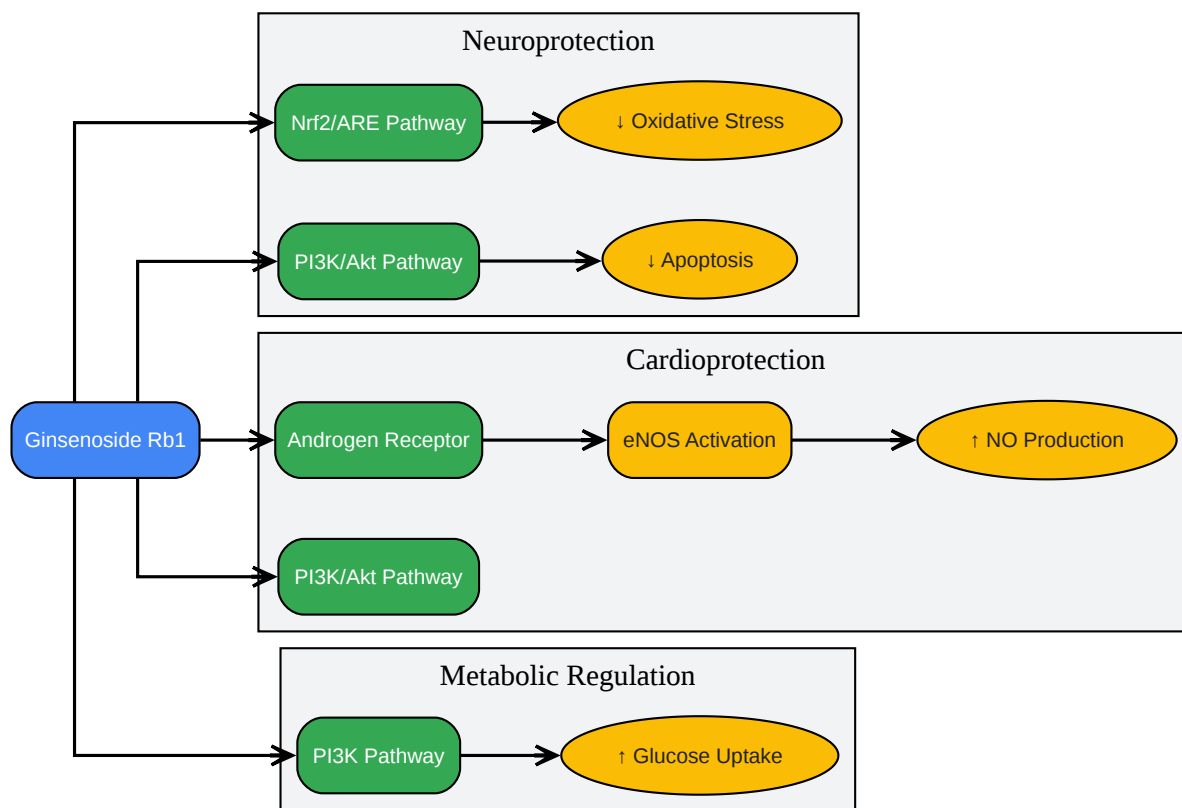 Neuroprotection
Nrf2/ARE Pathway
↓ Oxidative Stress
PI3K/Akt Pathway
↓ Apoptosis
Cardioprotection
Ginsenoside Rb1
Androgen Receptor
eNOS Activation
↑ NO Production
PI3K/Akt Pathway
Metabolic Regulation
PI3K Pathway
↑ Glucose Uptake